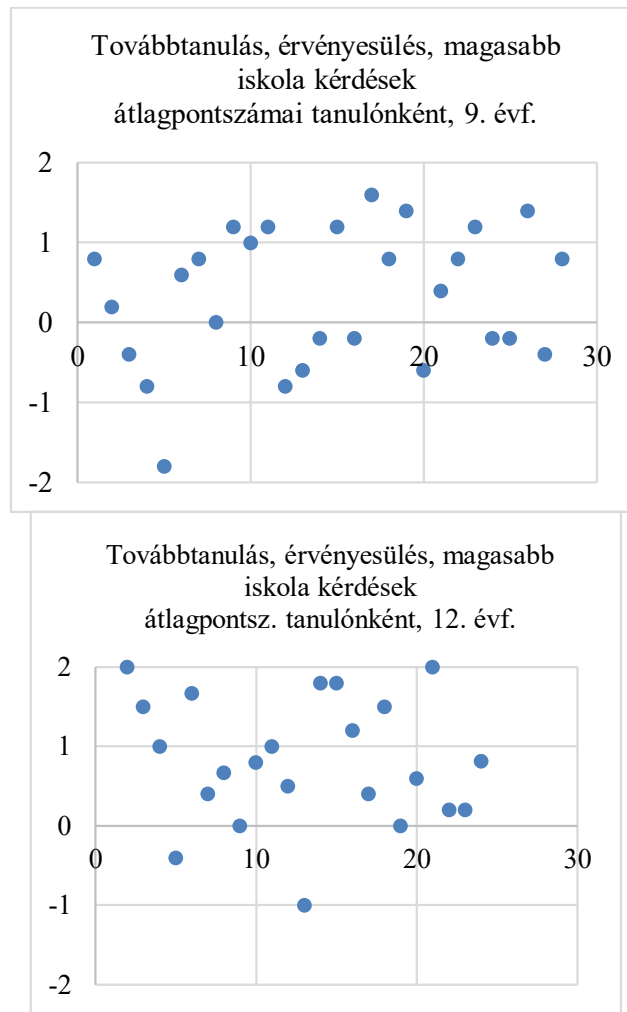 Továbbtanulás, érvényesülés, magasabb
iskola kérdések
átlagpontszámai tanulónként, 9. évf.
2
1
0
0 10 20 30
-1
-2
Továbbtanulás, érvényesülés, magasabb
iskola kérdések
átlagpontsz. tanulónként, 12. évf.
2
1
0
0 10 20 30
-1
-2